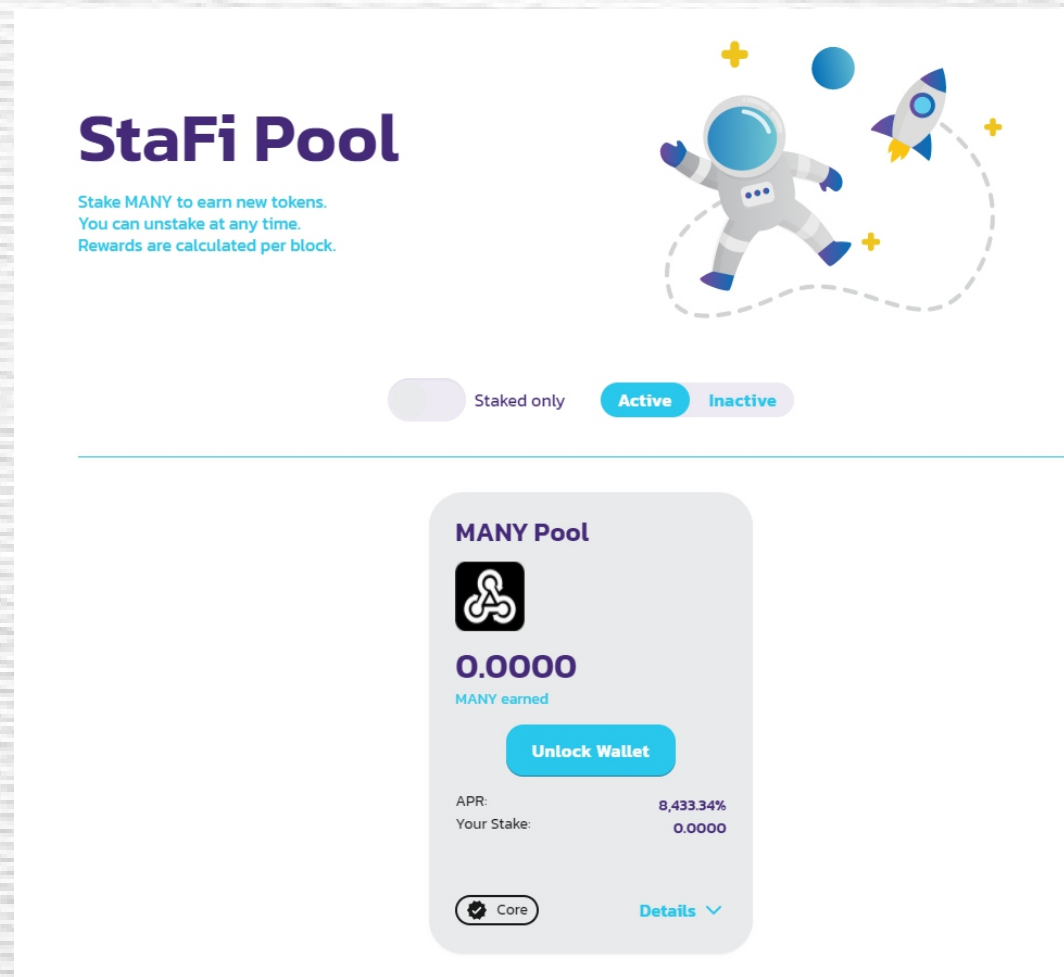 StaFi Pool
Stake MANY to earn new tokens.
You can unstake at any time.
Rewards are calculated per block.
Staked only
Active Inactive
MANY Pool
0.0000
MANY earned
Unlock Wallet
APR: 8,433.34%
Your Stake: 0.0000
Core Details